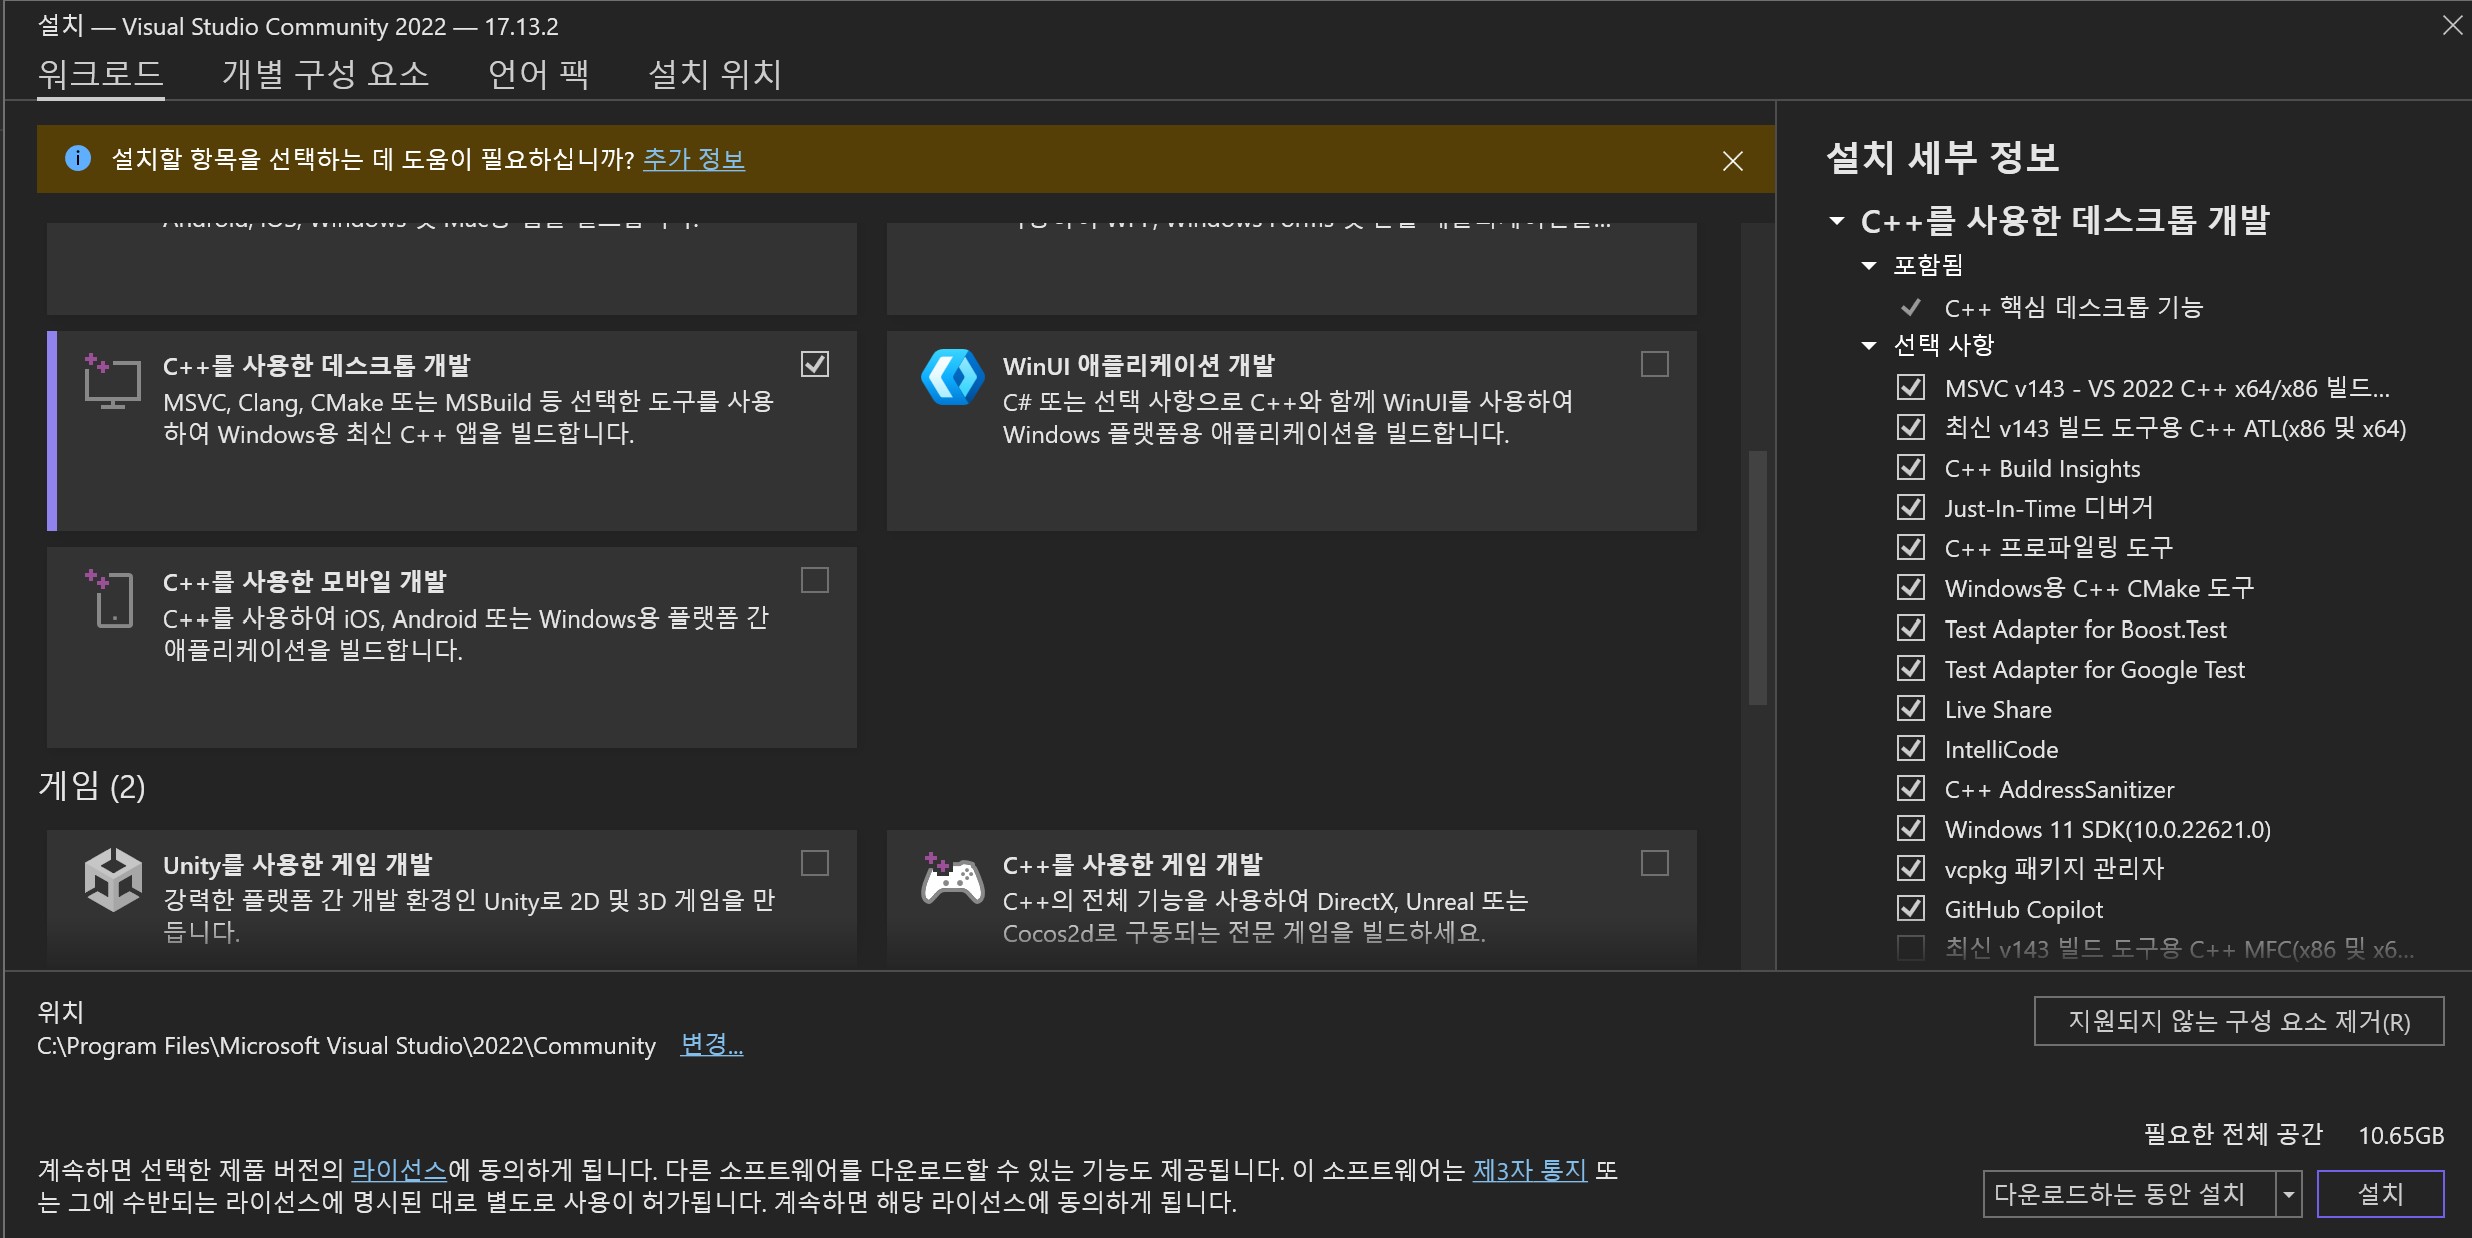 설치 — Visual Studio Community 2022 — 17.13.2
워크로드 개별 구성 요소 언어 팩 설치 위치
설치할 항목을 선택하는 데 도움이 필요하십니까? 추가 정보
C++를 사용한 데스크톱 개발
MSVC, Clang, CMake 또는 MSBuild 등 선택한 도구를 사용
하여 Windows용 최신 C++ 앱을 빌드합니다.
WinUI 애플리케이션 개발
C# 또는 선택 사항으로 C++와 함께 WinUI를 사용하여
Windows 플랫폼용 애플리케이션을 빌드합니다.
C++를 사용한 모바일 개발
C++를 사용하여 iOS, Android 또는 Windows용 플랫폼 간
애플리케이션을 빌드합니다.
게임 (2)
Unity를 사용한 게임 개발
강력한 플랫폼 간 개발 환경인 Unity로 2D 및 3D 게임을 만
듭니다.
C++를 사용한 게임 개발
C++의 전체 기능을 사용하여 DirectX, Unreal 또는
Cocos2d로 구동되는 전문 게임을 빌드하세요.
설치 세부 정보
C++를 사용한 데스크톱 개발
포함됨
C++ 핵심 데스크톱 기능
선택 사항
MSVC v143 - VS 2022 C++ x64/x86 빌드...
최신 v143 빌드 도구용 C++ ATL(x86 및 x64)
C++ Build Insights
Just-In-Time 디버거
C++ 프로파일링 도구
Windows용 C++ CMake 도구
Test Adapter for Boost.Test
Test Adapter for Google Test
Live Share
IntelliCode
C++ AddressSanitizer
Windows 11 SDK(10.0.22621.0)
vcpkg 패키지 관리자
GitHub Copilot
최신 v143 빌드 도구용 C++ MFC(x86 및 x6...
위치
C:\Program Files\Microsoft Visual Studio\2022\Community 변경...
지원되지 않는 구성 요소 제거(R)
필요한 전체 공간 10.65GB
계속하면 선택한 제품 버전의 라이선스에 동의하게 됩니다. 다른 소프트웨어를 다운로드할 수 있는 기능도 제공됩니다. 이 소프트웨어는 제3자 통지 또
는 그에 수반되는 라이선스에 명시된 대로 별도로 사용이 허가됩니다. 계속하면 해당 라이선스에 동의하게 됩니다.
다운로드하는 동안 설치 설치